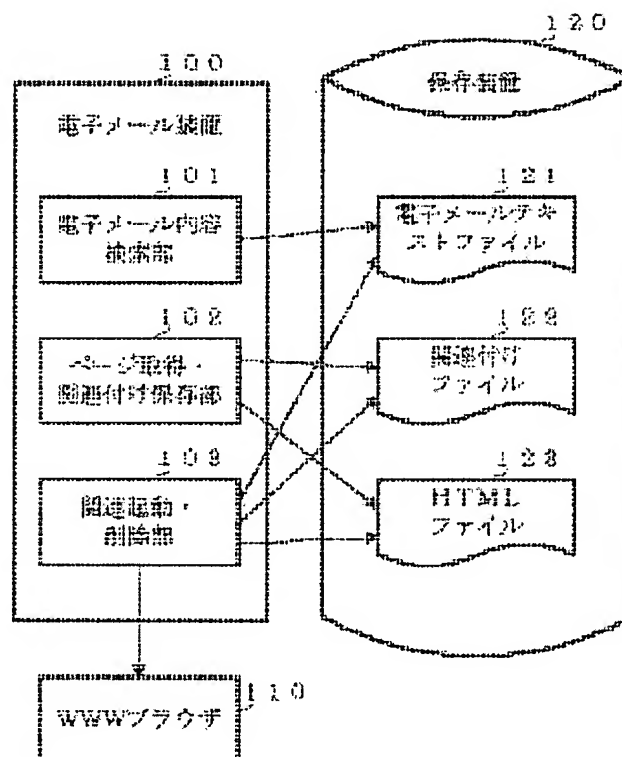 120
100
保存装置
電子メール装置
101
121
電子メール内容
検索部
電子メールテキ
ストファイル
102
122
ページ取得・
関連付け保存部
関連付け
ファイル
103
123
関連起動・
削除部
HTML
ファイル
110
WWWブラウザ